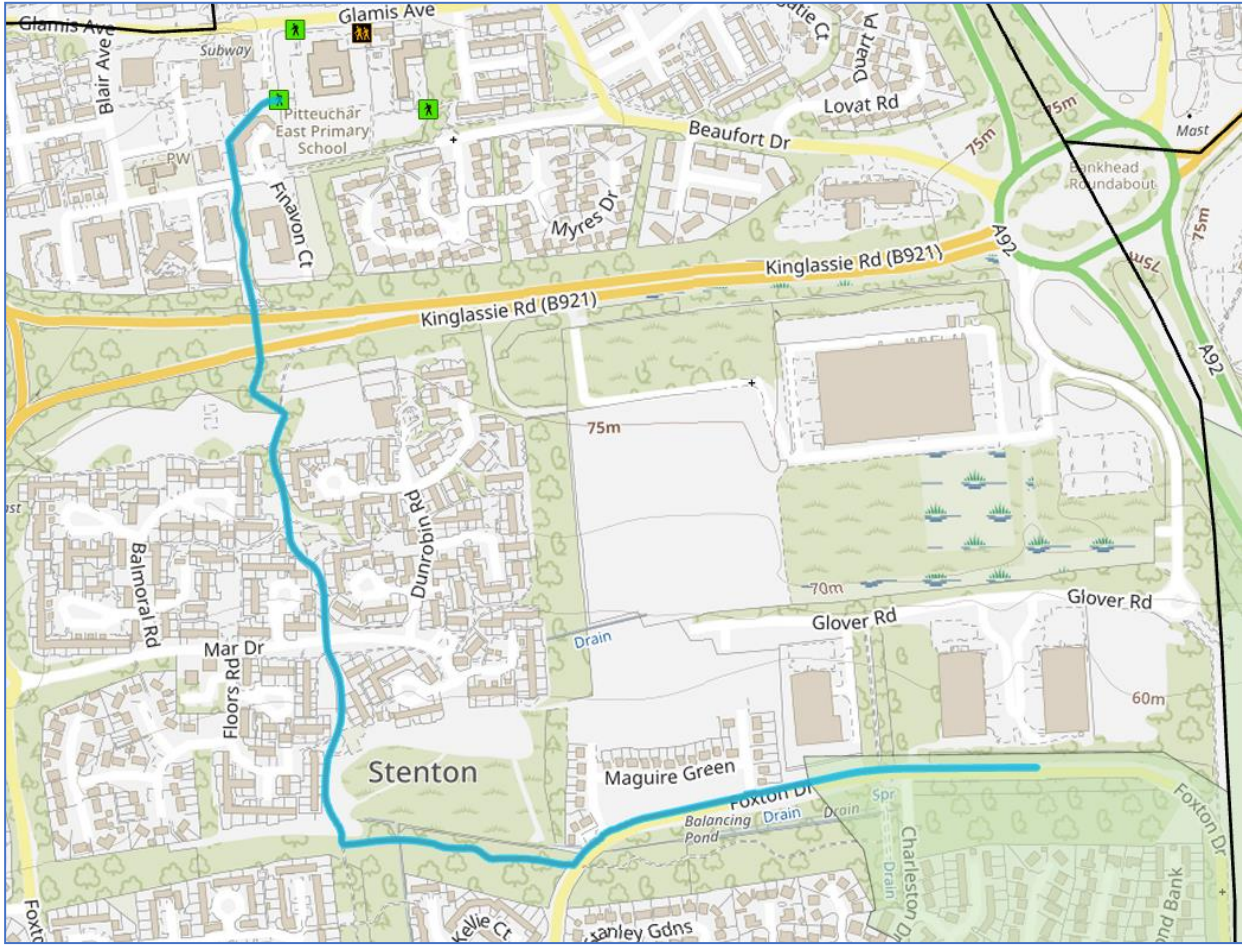 Glamis Ave
Glamis Ave
Blair Ave
Subway
Pitteuchar
East Primary
School
PW
Finavon Ct
Myres Dr
Beaufort Dr
Lovat Rd
Duart Pl
75m
75m
Mast
Bankhead
Roundabout
A92
75m
75m
A92
Kinglassie Rd (B921)
Kinglassie Rd (B921)
75m
Balmoral Rd
Dunrobin Rd
Mar Dr
Floors Rd
Drain
70m
Glover Rd
Glover Rd
60m
Stenton
Maguire Green
Foxton Dr
Balancing
Pond
Drain
Drain
Spr
Drain
Charleston Dr
Foxton Dr
Kellie Ct